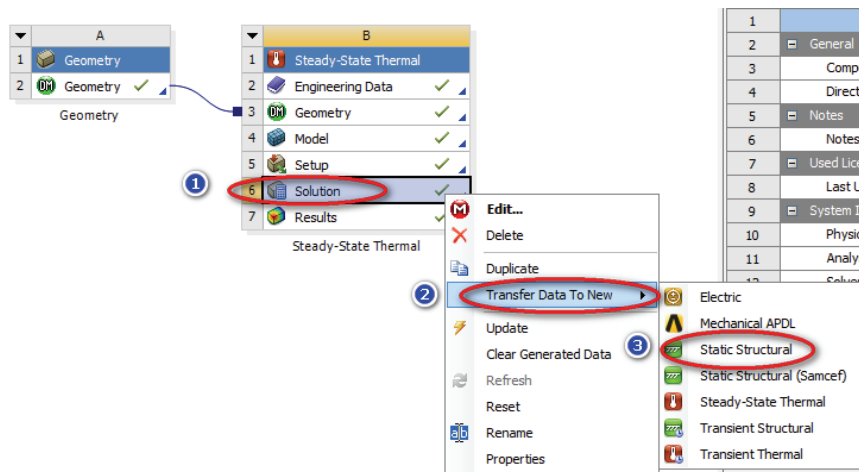 A
1 Geometry
2 DM Geometry
Geometry
B
1 Steady-State Thermal
2 Engineering Data
3 DM Geometry
4 Model
5 Setup
1
6 Solution
7 Results
Steady-State Thermal
M Edit...
Delete
Duplicate
2 Transfer Data To New
Update
Clear Generated Data
Refresh
Reset
a|b Rename
Properties
Electric
Mechanical APDL
3 Static Structural
Static Structural (Samcef)
Steady-State Thermal
Transient Structural
Transient Thermal
1
2 General
3 Comp
4 Direct
5 Notes
6 Notes
7 Used Lice
8 Last U
9 System I
10 Physic
11 Analy